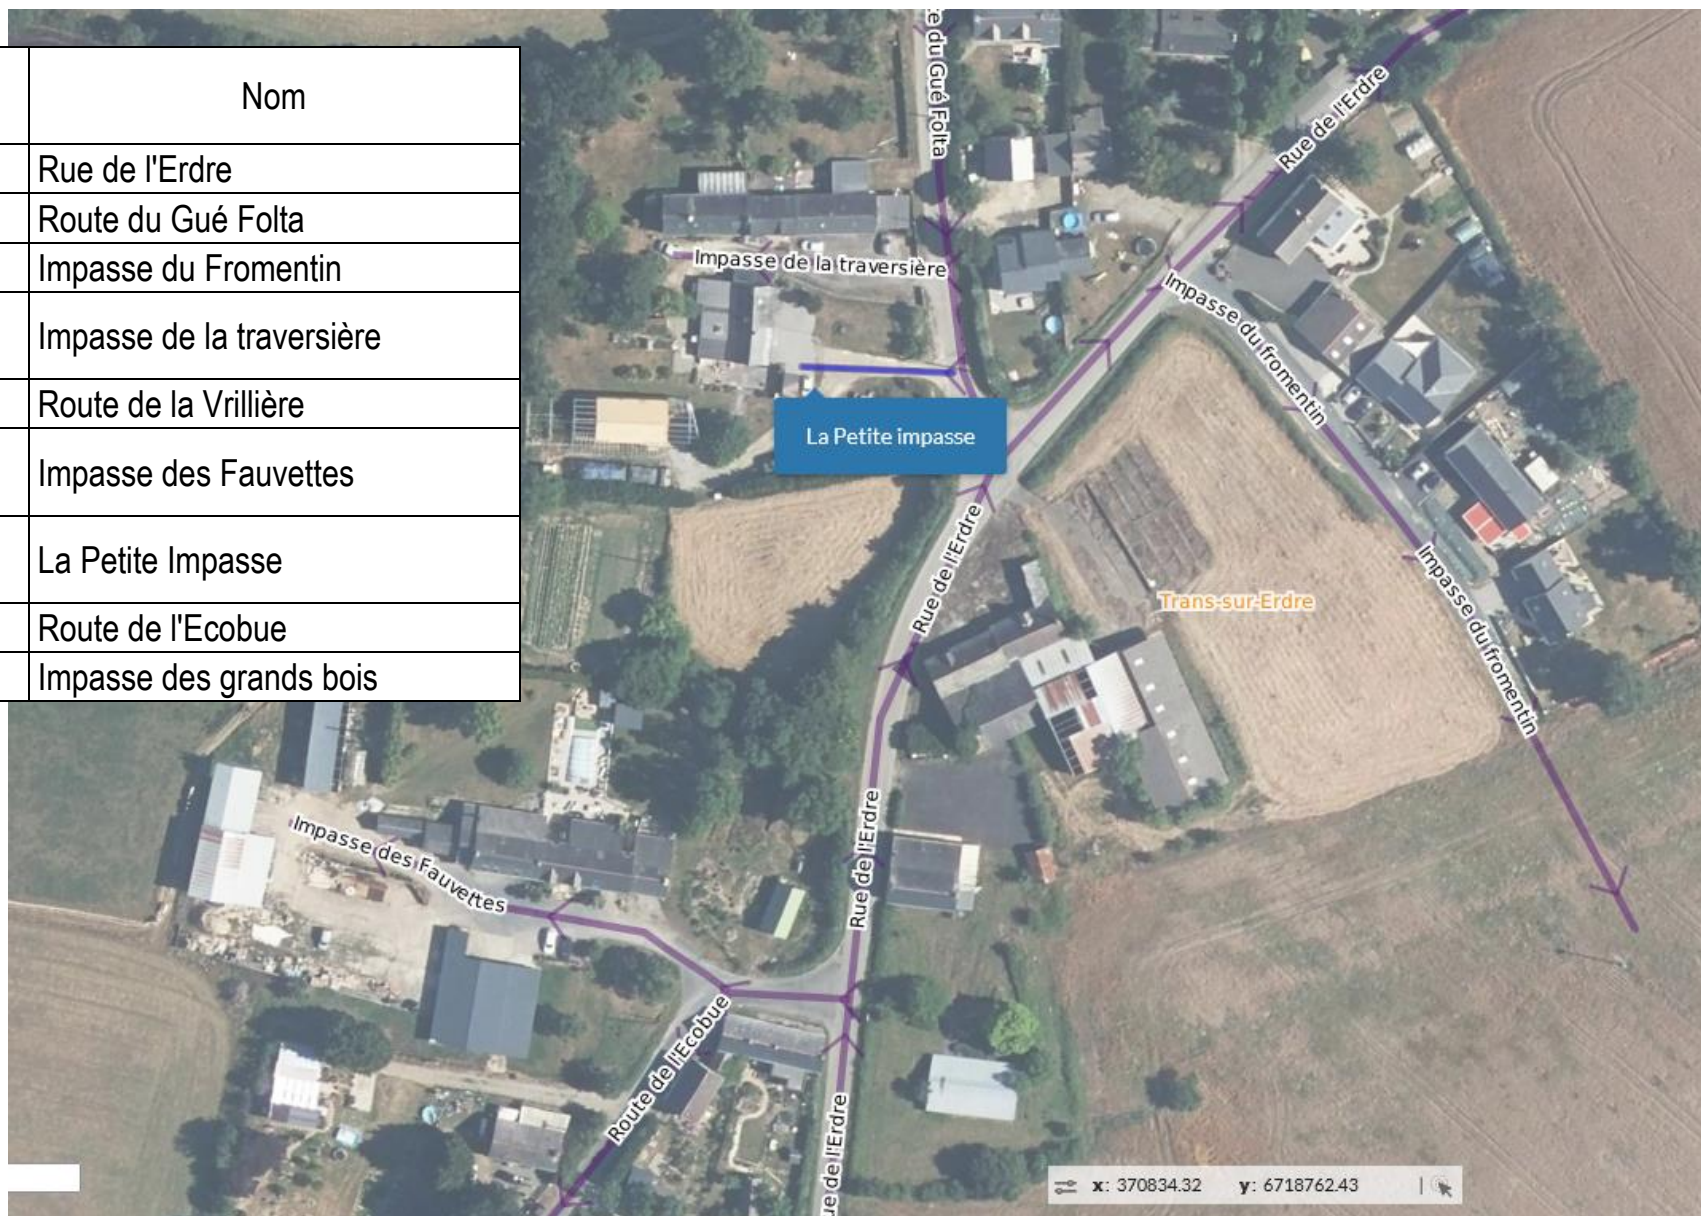 Nom
Rue de l'Erdre
Route du Gué Folta
Impasse du Fromentin
Impasse de la traversière
Route de la Vrillière
Impasse des Fauvettes
La Petite Impasse
Route de l'Ecobue
Impasse des grands bois
e du Gué Folta
Rue de l'Erdre
Impasse de la traversière
Impasse du fromentin
La Petite impasse
Rue de l'Erdre
Impasse du fromentin
Trans-sur-Erdre
Rue de l'Erdre
Impasse des Fauvettes
Route de l'Ecobue
ue de l'Erdre
x: 370834.32 y: 6718762.43